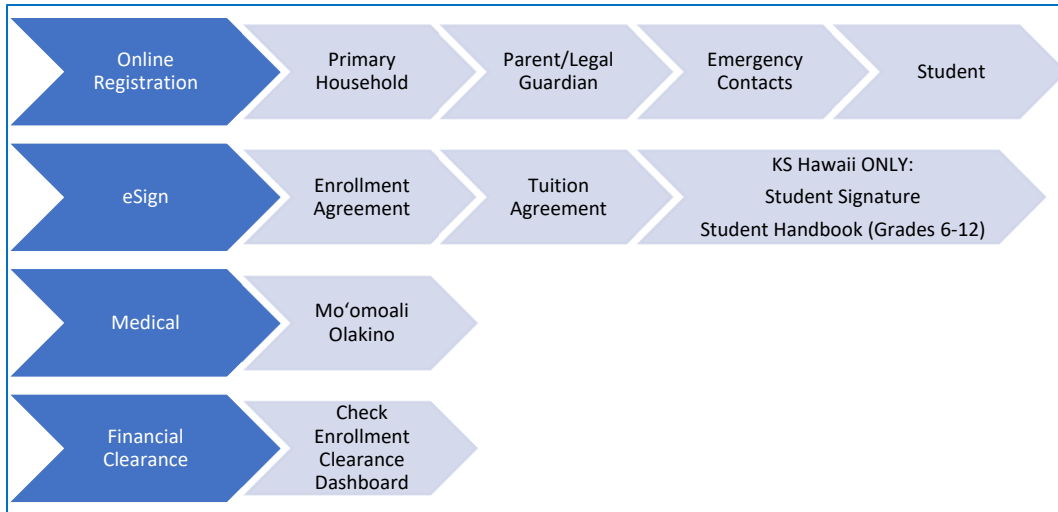 Online
Registration
Primary
Household
Parent/Legal
Guardian
Emergency
Contacts
Student
eSign
Enrollment
Agreement
Tuition
Agreement
KS Hawaii ONLY:
Student Signature
Student Handbook (Grades 6-12)
Medical
Moʻomoali
Olakino
Financial
Clearance
Check
Enrollment
Clearance
Dashboard